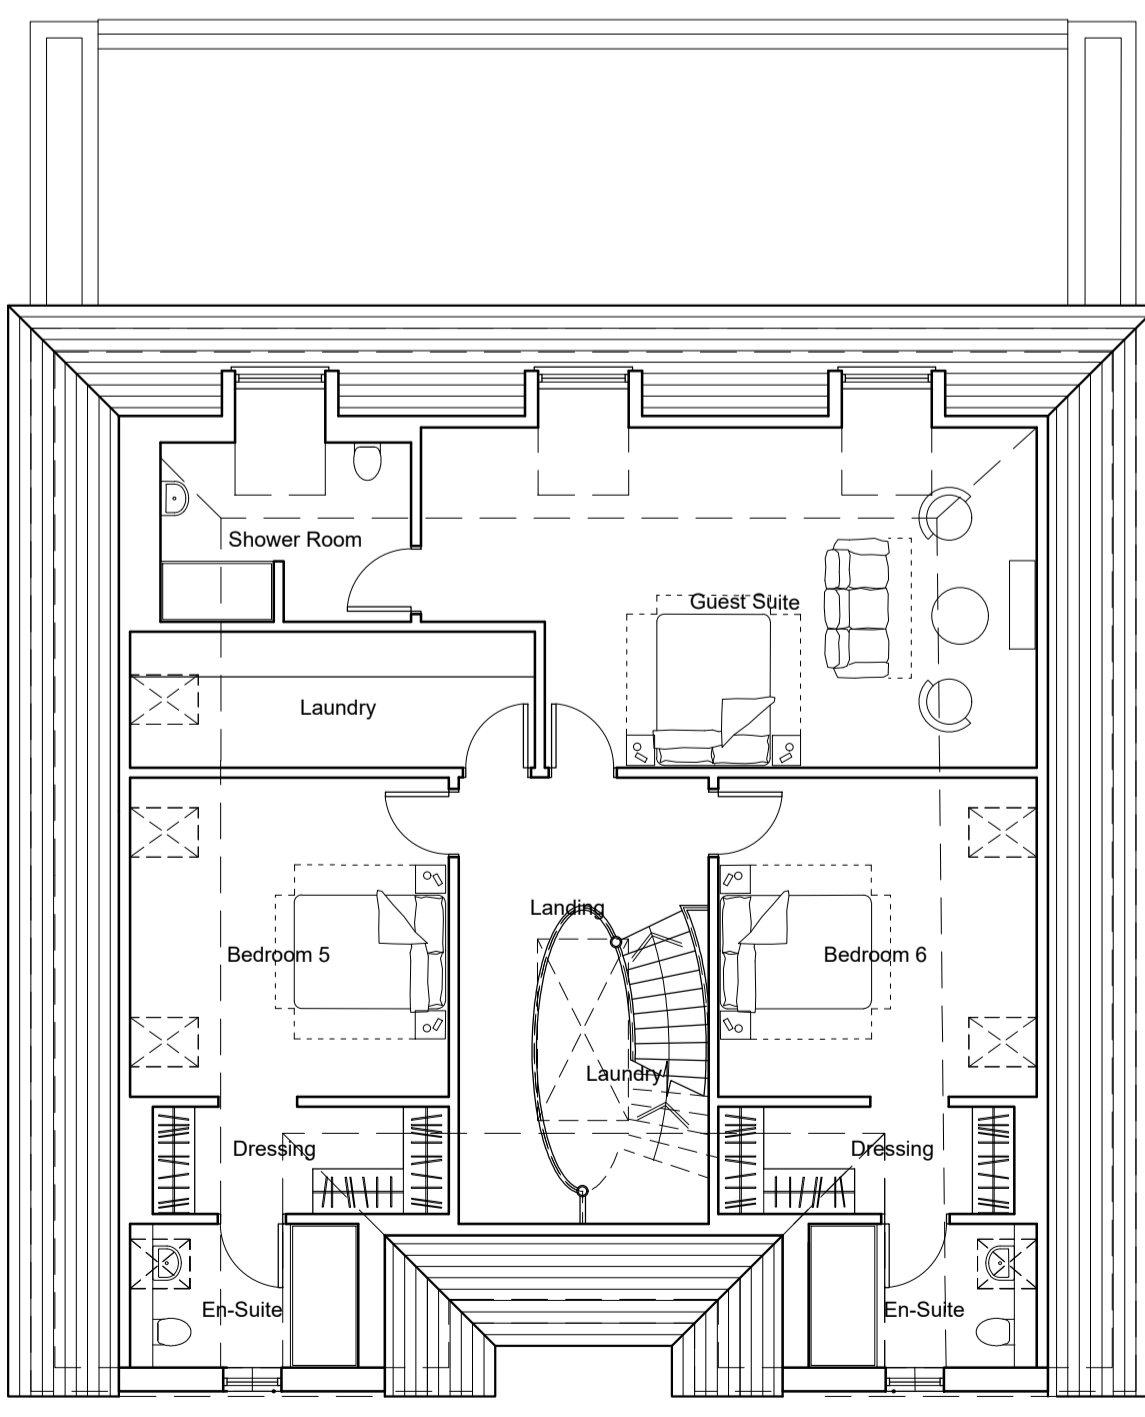 Shower Room
Guest Suite
Laundry
Landing
Bedroom 5
Bedroom 6
Laundry
Dressing
Dressing
En-Suite
En-Suite